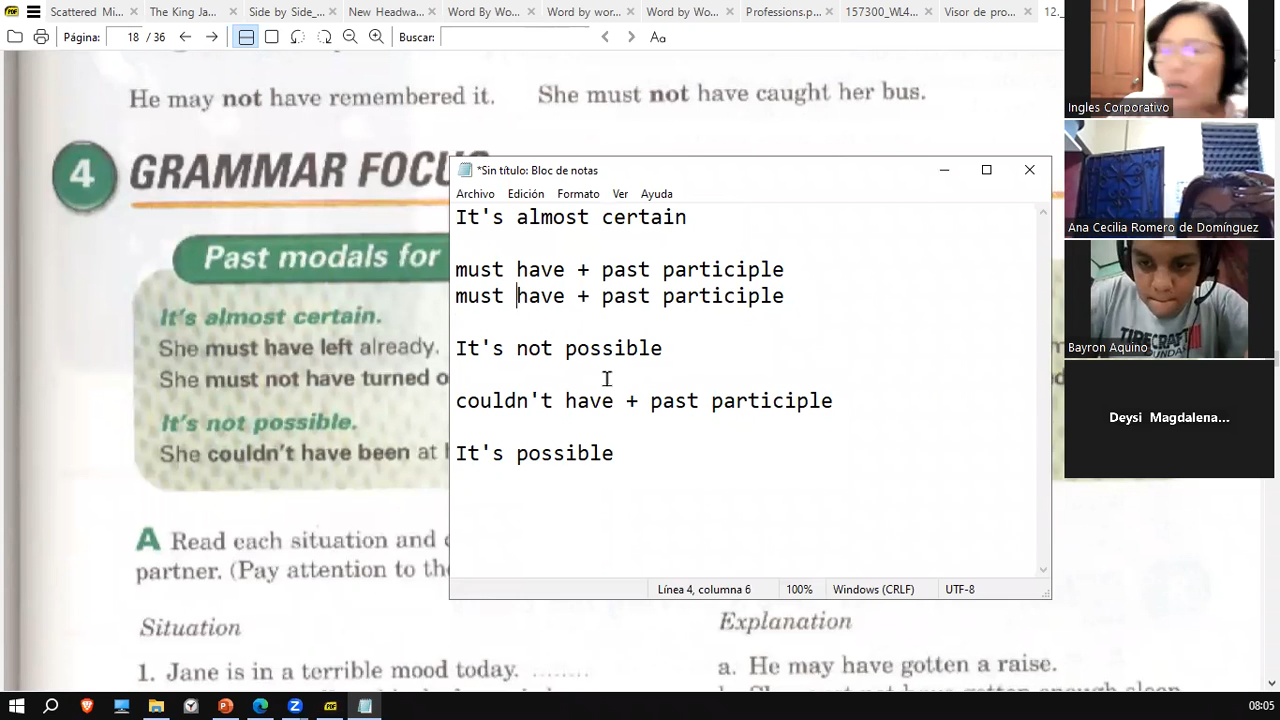 Scattered Mi...
The King Ja...
Side by Side_...
New Headwa...
Word By Wo...
Word by wor...
Word by Wo...
Professions.p...
157300_WL4...
Visor de pro...
12.
Página: 18 / 36
Buscar:
Aa
He may not have remembered it. She must not have caught her bus.
4 GRAMMAR FOCUS
Past modals for
It's almost certain.
She must have left already.
She must not have turned o
It's not possible.
She couldn't have been at
A Read each situation and
partner. (Pay attention to the
Situation
Explanation
1. Jane is in a terrible mood today. ........
a. He may have gotten a raise.
*Sin título: Bloc de notas
Archivo Edición Formato Ver Ayuda
It's almost certain
must have + past participle
must have + past participle
It's not possible
couldn't have + past participle
It's possible
Línea 4, columna 6 100% Windows (CRLF) UTF-8
Ingles Corporativo
Ana Cecilia Romero de Domínguez
Bayron Aquino
Deysi Magdalena...
08:05